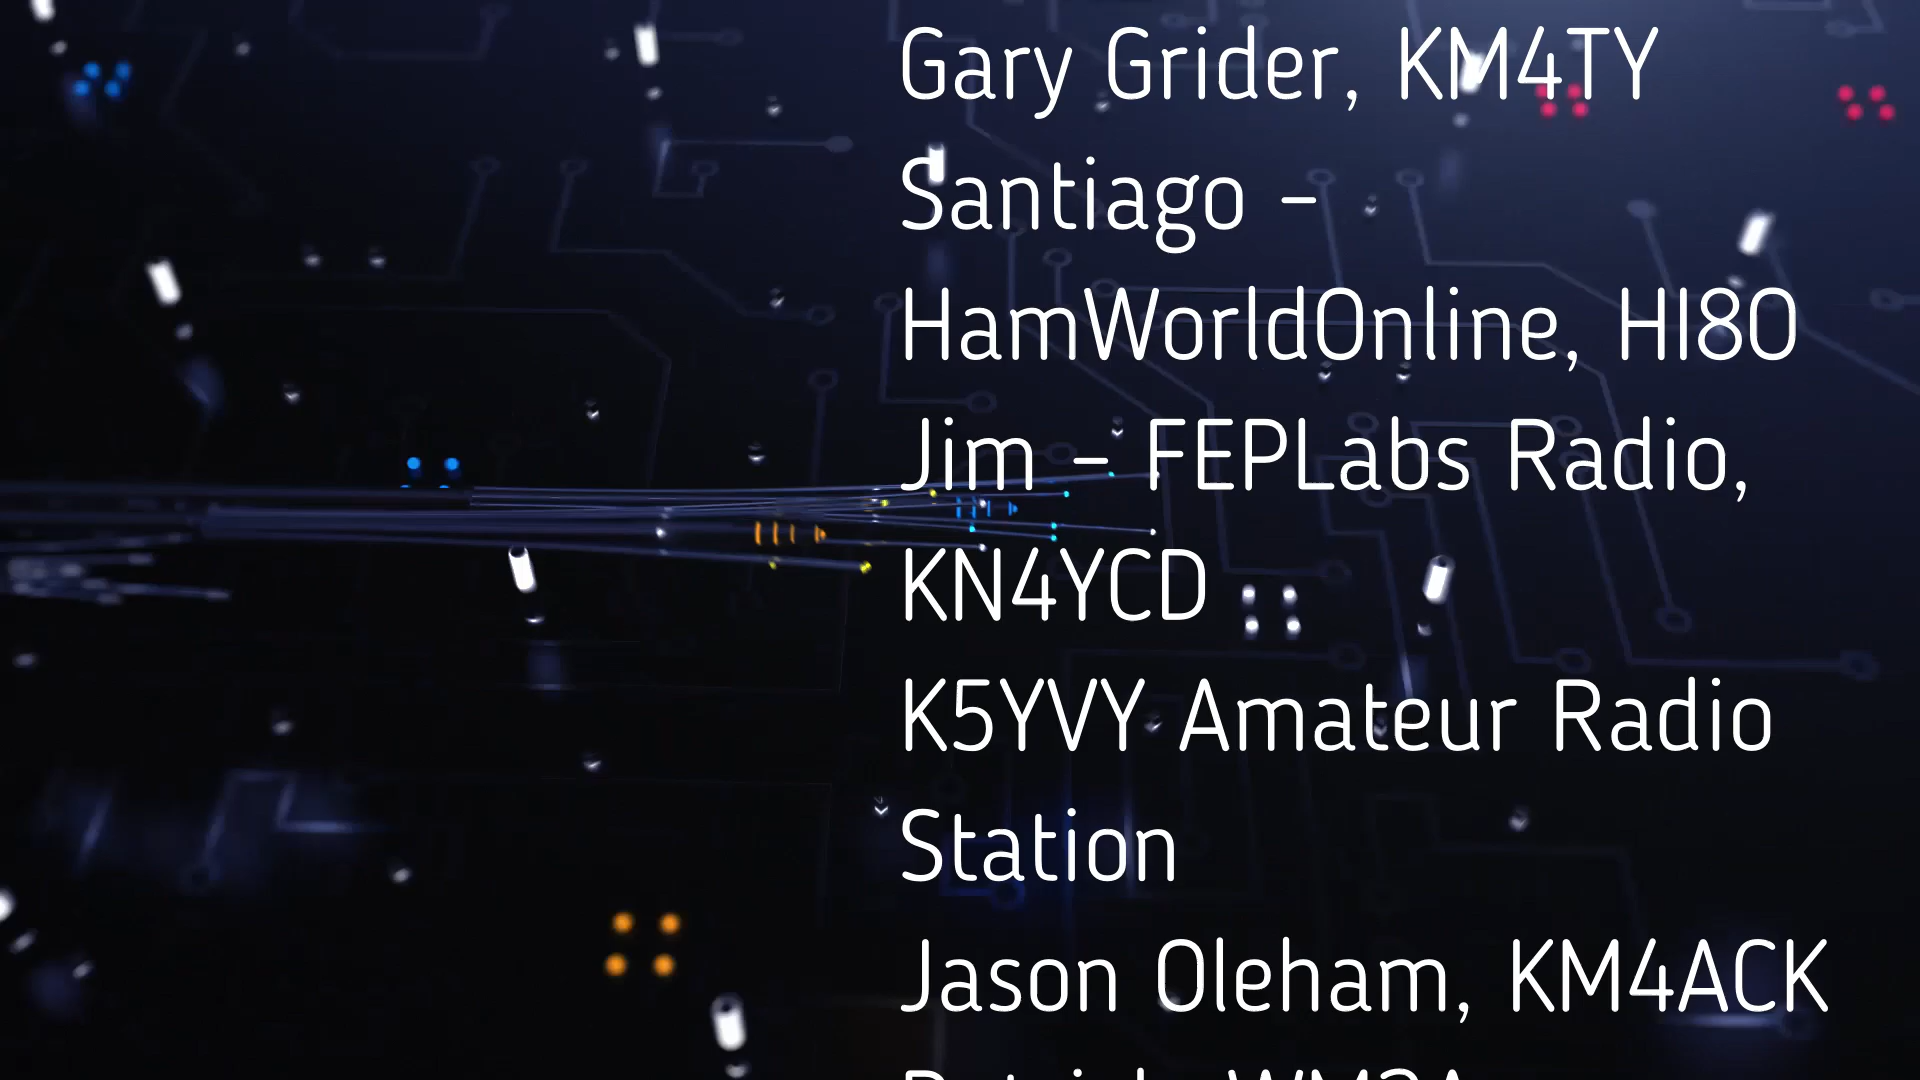 Gary Grider, KM4TY
Santiago -
HamWorldOnline, HI8O
Jim - FEPLabs Radio,
KN4YCD
K5YVY Amateur Radio
Station
Jason Oleham, KM4ACK